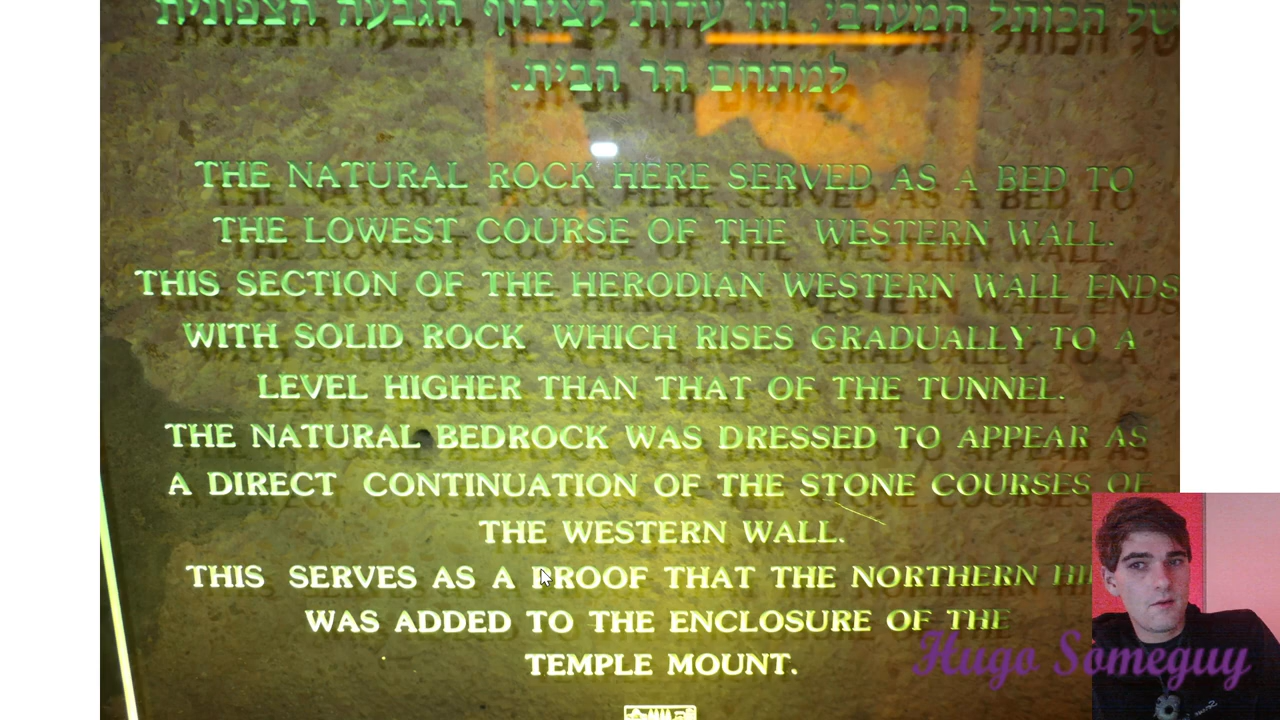 של הכותל המערבי. וזו עדות לצירוף הגבעה הצפונית
למתחם הר הבית.
THE NATURAL ROCK HERE SERVED AS A BED TO
THE LOWEST COURSE OF THE WESTERN WALL.
THIS SECTION OF THE HERODIAN WESTERN WALL ENDS
WITH SOLID ROCK WHICH RISES GRADUALLY TO A
LEVEL HIGHER THAN THAT OF THE TUNNEL.
THE NATURAL BEDROCK WAS DRESSED TO APPEAR AS
A DIRECT CONTINUATION OF THE STONE COURSES OF
THE WESTERN WALL.
THIS SERVES AS A PROOF THAT THE NORTHERN
WAS ADDED TO THE ENCLOSURE OF THE
TEMPLE MOUNT.
Hugo Someguy